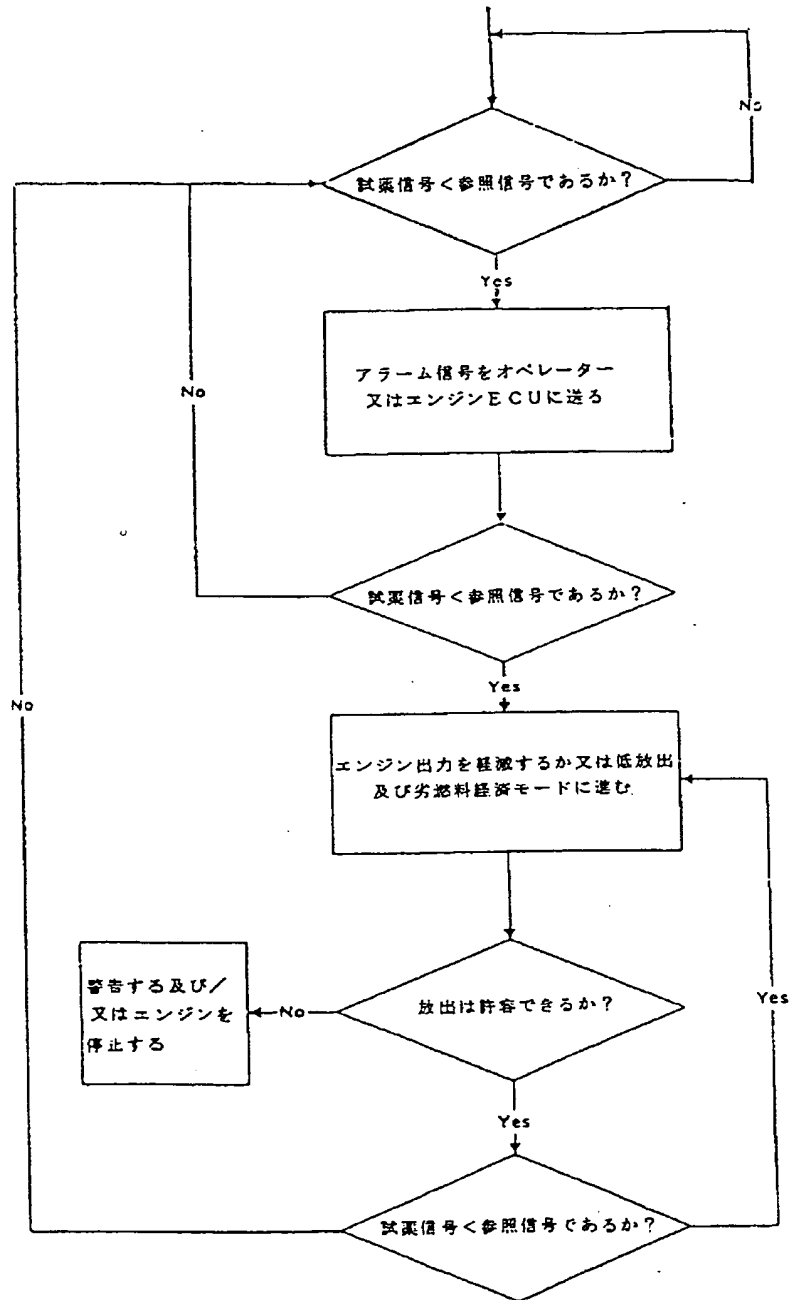 No
試薬信号<参照信号であるか?
Yes
アラーム信号をオペレーター
又はエンジンECUに送る
No
試薬信号<参照信号であるか?
Yes
No
エンジン出力を軽減するか又は低放出
及び劣燃料経済モードに進む
警告する及び/
又はエンジンを
停止する
No
放出は許容できるか?
Yes
Yes
試薬信号<参照信号であるか?